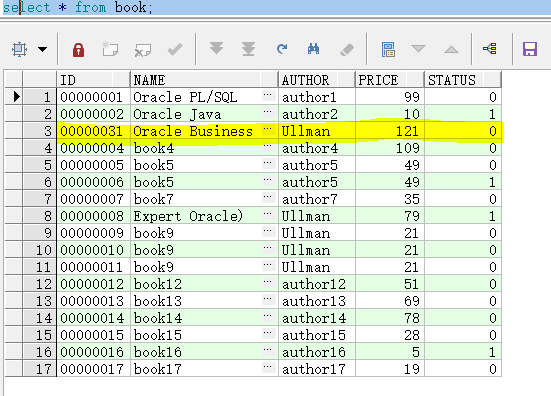 select * from book;
ID NAME AUTHOR PRICE STATUS
1 00000001 Oracle PL/SQL ... author1 99 0
2 00000002 Oracle Java ... author2 10 1
3 00000031 Oracle Business ... Ullman 121 0
4 00000004 book4 ... author4 109 0
5 00000005 book5 ... author5 49 0
6 00000006 book5 ... author5 49 1
7 00000007 book7 ... author7 35 0
8 00000008 Expert Oracle) ... Ullman 79 1
9 00000009 book9 ... Ullman 21 0
10 00000010 book9 ... Ullman 21 0
11 00000011 book9 ... Ullman 21 0
12 00000012 book12 ... author12 51 0
13 00000013 book13 ... author13 69 0
14 00000014 book14 ... author14 78 0
15 00000015 book15 ... author15 28 0
16 00000016 book16 ... author16 5 1
17 00000017 book17 ... author17 19 0